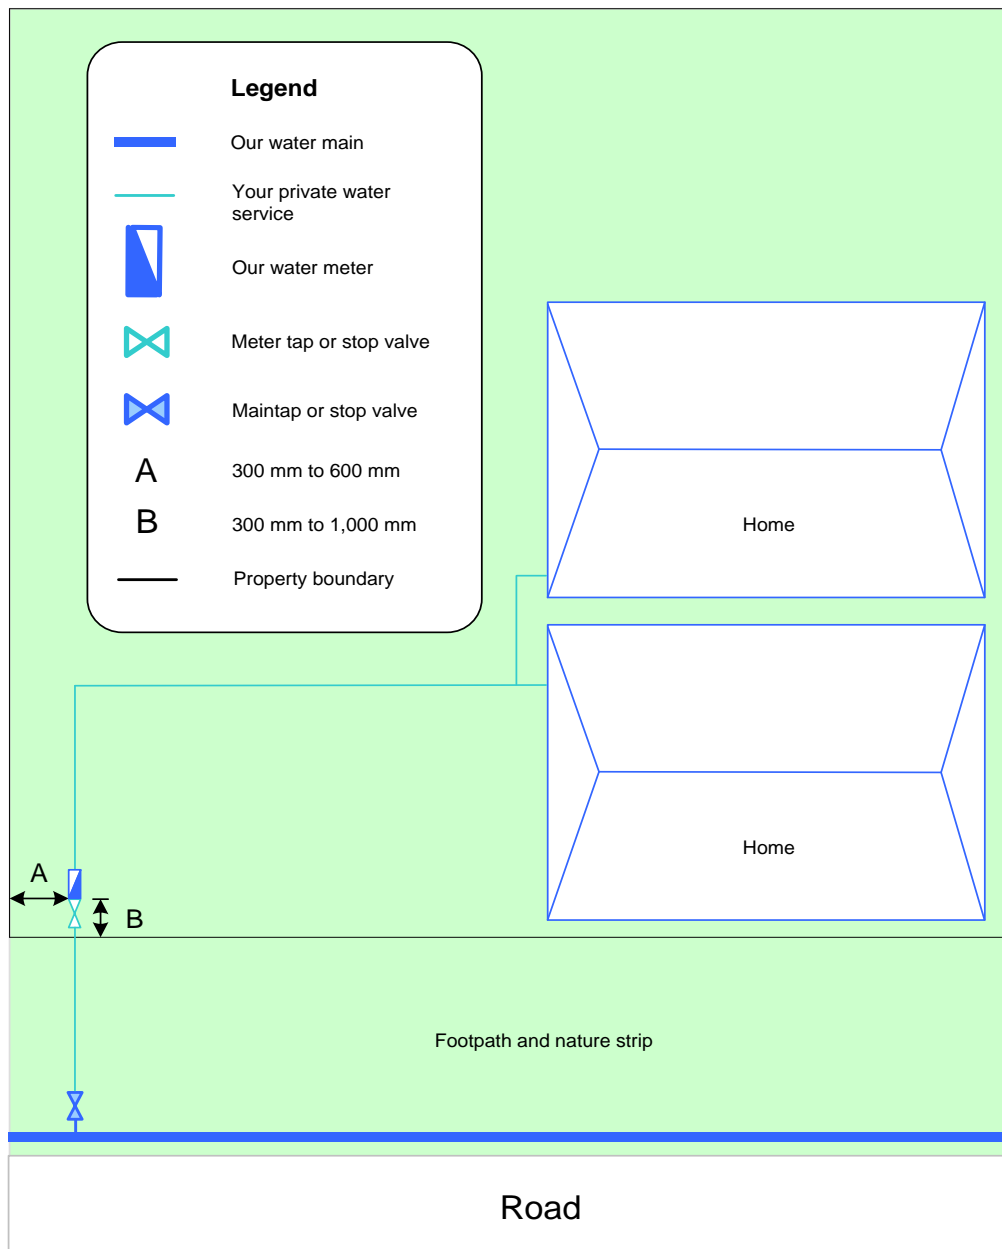 Legend
Our water main
Your private water
service
Our water meter
Meter tap or stop valve
Maintap or stop valve
A
300 mm to 600 mm
B
300 mm to 1,000 mm
Property boundary
Home
Home
A
B
Footpath and nature strip
Road